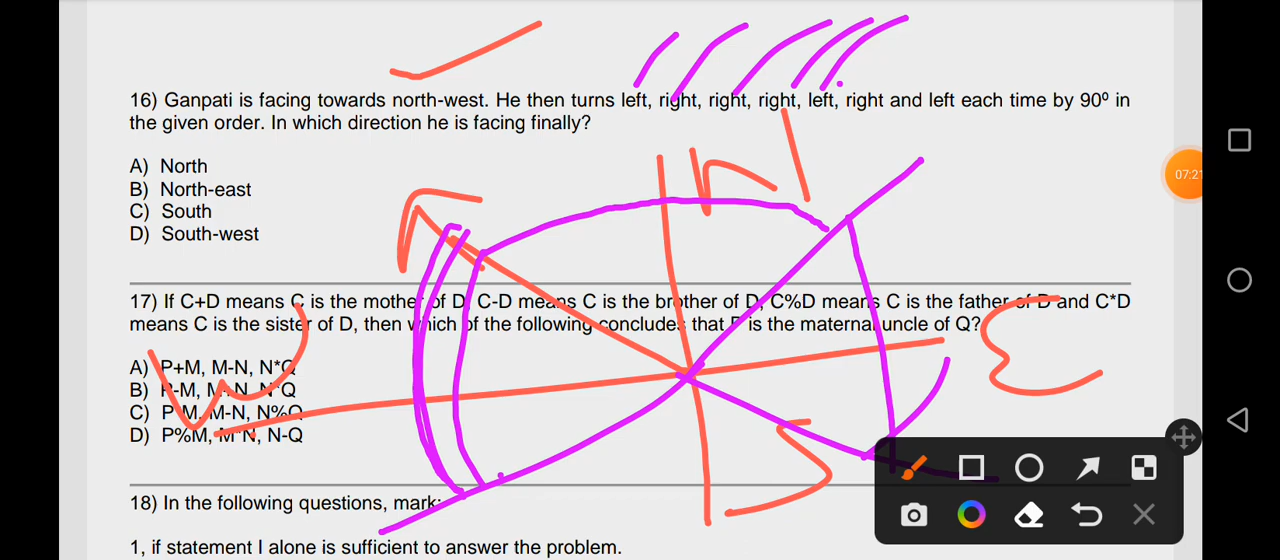 16) Ganpati is facing towards north-west. He then turns left, right, right, right, left, right and left each time by 90º in
the given order. In which direction he is facing finally?
A) North
B) North-east
C) South
D) South-west
N
17) If C+D means C is the mother of D, C-D means C is the brother of D, C%D means C is the father of D and C*D
means C is the sister of D, then which of the following concludes that P is the maternal uncle of Q?
A) P+M, M-N, N*Q
B) P-M, N*Q
C) M-N, N%Q
D) P%M, M*N, N-Q
W
E
S
18) In the following questions, mark:
1, if statement I alone is sufficient to answer the problem.
07:21